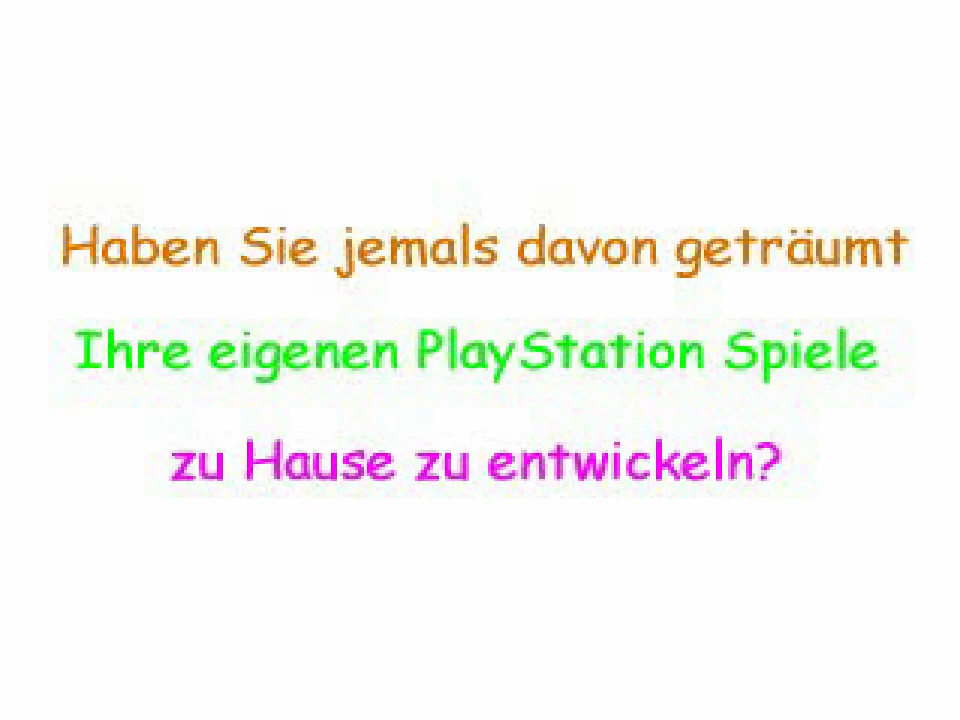 Haben Sie jemals davon geträumt
Ihre eigenen PlayStation Spiele
zu Hause zu entwickeln?